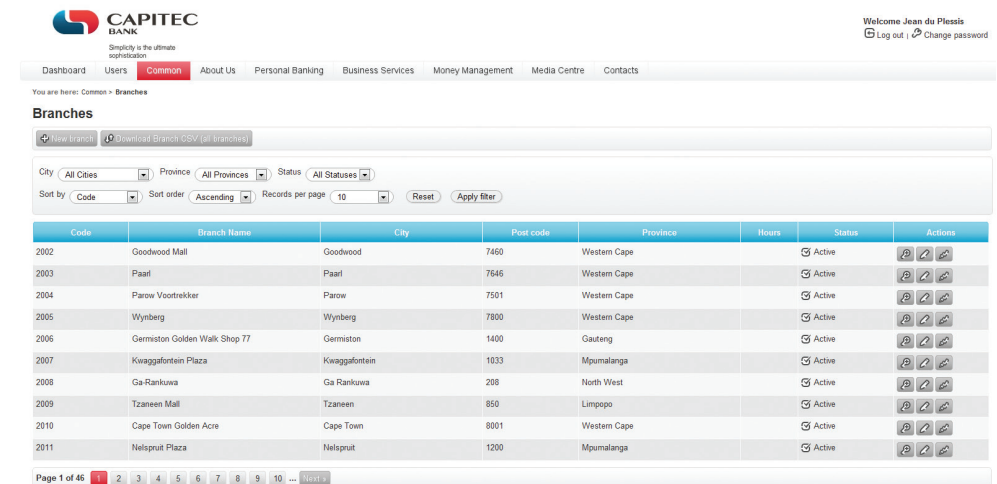 CAPITEC
BANK
Simplicity is the ultimate
sophistication
Welcome Jean du Plessis
Log out | Change password
Dashboard Users Common About Us Personal Banking Business Services Money Management Media Centre Contacts
You are here: Common > Branches
Branches
New branch Download Branch CSV (all branches)
City All Cities Province All Provinces Status All Statuses
Sort by Code Sort order Ascending Records per page 10 Reset Apply filter
Code Branch Name City Post code Province Hours Status Actions
2002 Goodwood Mall Goodwood 7460 Western Cape Active
2003 Paarl Paarl 7646 Western Cape Active
2004 Parow Voortrekker Parow 7501 Western Cape Active
2005 Wynberg Wynberg 7800 Western Cape Active
2006 Germiston Golden Walk Shop 77 Germiston 1400 Gauteng Active
2007 Kwaggafontein Plaza Kwaggafontein 1033 Mpumalanga Active
2008 Ga-Rankuwa Ga Rankuwa 208 North West Active
2009 Tzaneen Mall Tzaneen 850 Limpopo Active
2010 Cape Town Golden Acre Cape Town 8001 Western Cape Active
2011 Nelspruit Plaza Nelspruit 1200 Mpumalanga Active
Page 1 of 46 1 2 3 4 5 6 7 8 9 10 ... Next »